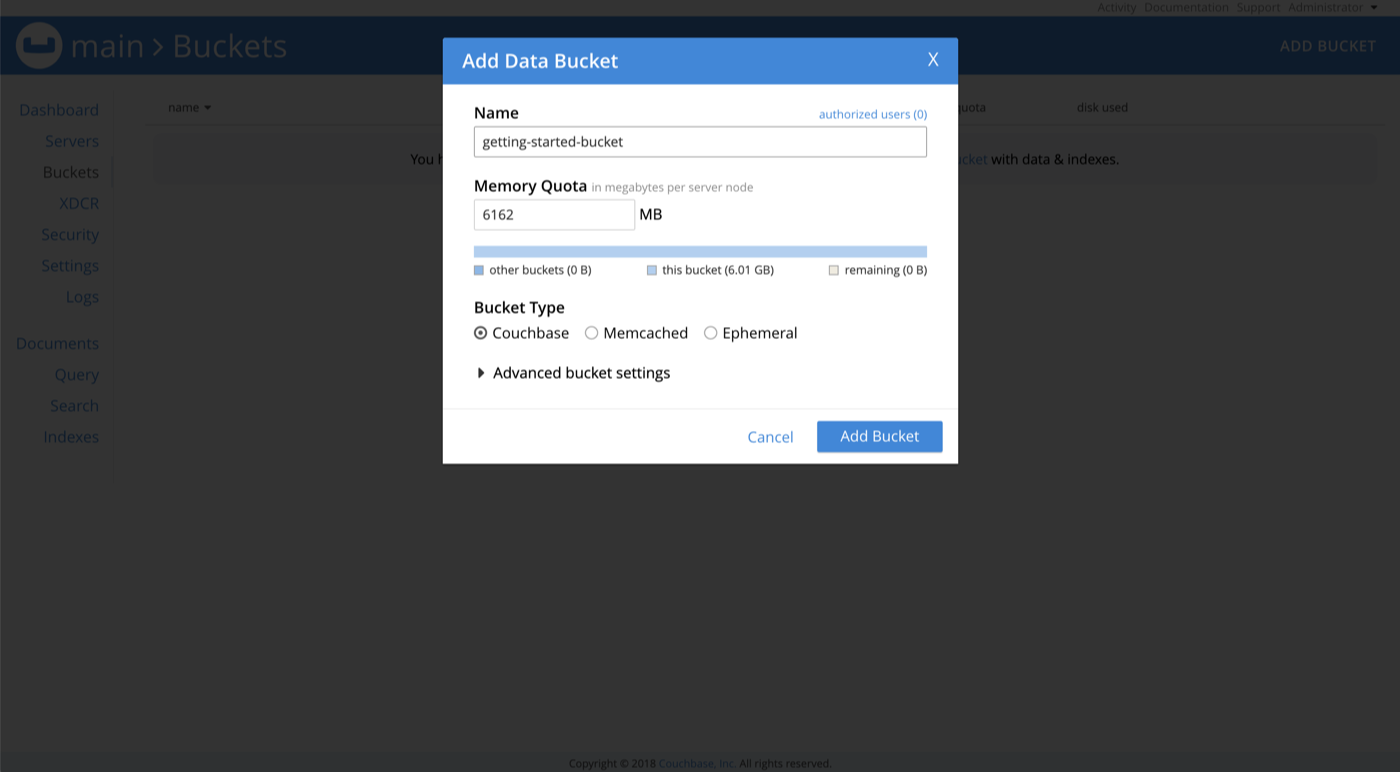 Activity Documentation Support Administrator
main > Buckets
ADD BUCKET
Add Data Bucket
X
Dashboard
Servers
Buckets
XDCR
Security
Settings
Logs
Documents
Query
Search
Indexes
name
disk used
You
with data & indexes.
Name
authorized users (0)
getting-started-bucket
Memory Quota in megabytes per server node
6162 MB
other buckets (0 B) this bucket (6.01 GB) remaining (0 B)
Bucket Type
Couchbase Memcached Ephemeral
Advanced bucket settings
Cancel
Add Bucket
Copyright © 2018 Couchbase, Inc. All rights reserved.